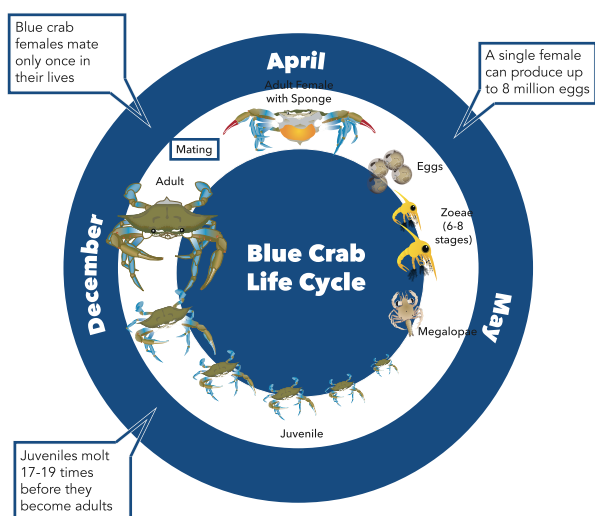 Blue crab
females mate
only once in
their lives
April
A single female
can produce up
to 8 million eggs
Adult Female
with Sponge
Mating
Eggs
Adult
Zoeae
(6-8
stages)
Blue Crab
Life Cycle
December
May
Megalopae
Juvenile
Juveniles molt
17-19 times
before they
become adults